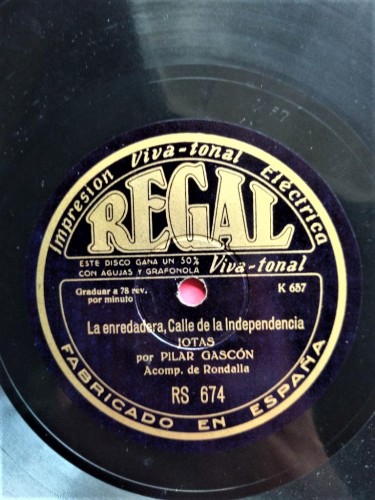 Impresion Viva-tonal Eléctrica
REGAL
ESTE DISCO GANA UN 50%
CON AGUJAS Y GRAFONOLA
Viva-tonal
Graduar a 78 rev.
por minuto
K 657
La enredadera, Calle de la Independencia
JOTAS
por PILAR GASCÓN
Acomp. de Rondalla
RS 674
FABRICADO EN ESPAÑA